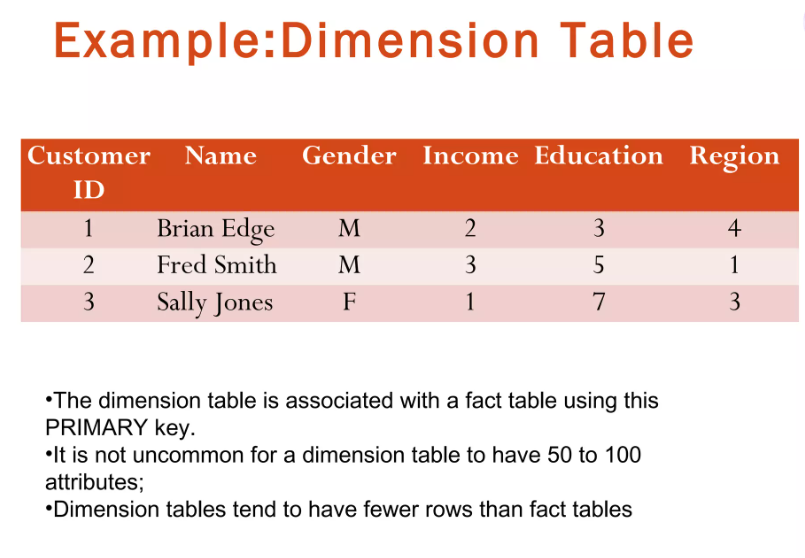 Example:Dimension Table
Customer ID Name Gender Income Education Region
1 Brian Edge M 2 3 4
2 Fred Smith M 3 5 1
3 Sally Jones F 1 7 3
•The dimension table is associated with a fact table using this
PRIMARY key.
•It is not uncommon for a dimension table to have 50 to 100
attributes;
•Dimension tables tend to have fewer rows than fact tables